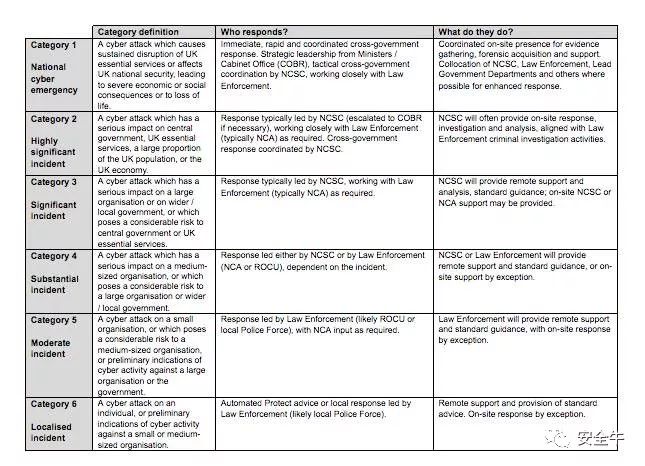 Category definition
Who responds?
What do they do?
Category 1
National
cyber
emergency
A cyber attack which causes
sustained disruption of UK
essential services or affects
UK national security, leading
to severe economic or social
consequences or to loss of
life.
Immediate, rapid and coordinated cross-government
response. Strategic leadership from Ministers /
Cabinet Office (COBR), tactical cross-government
coordination by NCSC, working closely with Law
Enforcement.
Coordinated on-site presence for evidence
gathering, forensic acquisition and support.
Collocation of NCSC, Law Enforcement, Lead
Government Departments and others where
possible for enhanced response.
Category 2
Highly
significant
incident
A cyber attack which has a
serious impact on central
government, UK essential
services, a large proportion
of the UK population, or the
UK economy.
Response typically led by NCSC (escalated to COBR
if necessary), working closely with Law Enforcement
(typically NCA) as required. Cross-government
response coordinated by NCSC.
NCSC will often provide on-site response,
investigation and analysis, aligned with Law
Enforcement criminal investigation activities.
Category 3
Significant
incident
A cyber attack which has a
serious impact on a large
organisation or on wider /
local government, or which
poses a considerable risk to
central government or UK
essential services.
Response typically led by NCSC, working with Law
Enforcement (typically NCA) as required.
NCSC will provide remote support and
analysis, standard guidance; on-site NCSC or
NCA support may be provided.
Category 4
Substantial
incident
A cyber attack which has a
serious impact on a medium-
sized organisation, or which
poses a considerable risk to
a large organisation or wider
/ local government.
Response led either by NCSC or by Law Enforcement
(NCA or ROCU), dependent on the incident.
NCSC or Law Enforcement will provide
remote support and standard guidance, or on-
site support by exception.
Category 5
Moderate
incident
A cyber attack on a small
organisation, or which poses
a considerable risk to a
medium-sized organisation,
or preliminary indications of
cyber activity against a large
organisation or the
government.
Response led by Law Enforcement (likely ROCU or
local Police Force), with NCA input as required.
Law Enforcement will provide remote support
and standard guidance, with on-site response
by exception.
Category 6
Localised
incident
A cyber attack on an
individual, or preliminary
indications of cyber activity
against a small or medium-
sized organisation.
Automated Protect advice or local response led by
Law Enforcement (likely local Police Force).
Remote support and provision of standard
advice. On-site response by exception.
安全牛